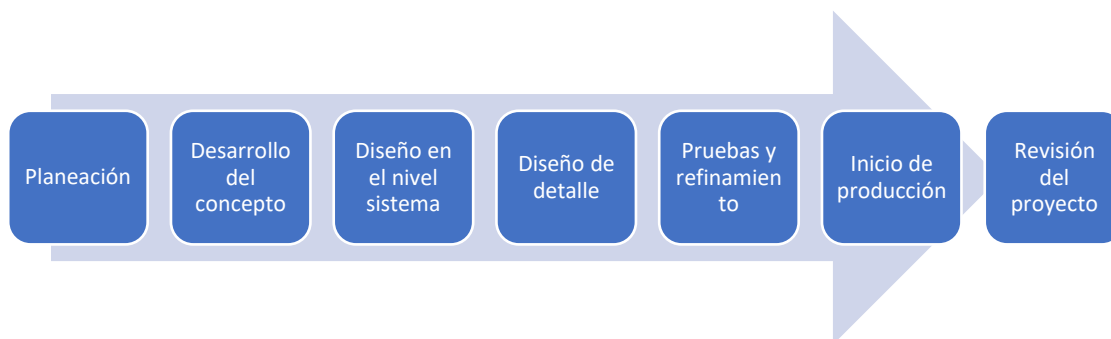 Planeación
Desarrollo
del
concepto
Diseño en
el nivel
sistema
Diseño de
detalle
Pruebas y
refinamien
to
Inicio de
producción
Revisión
del
proyecto